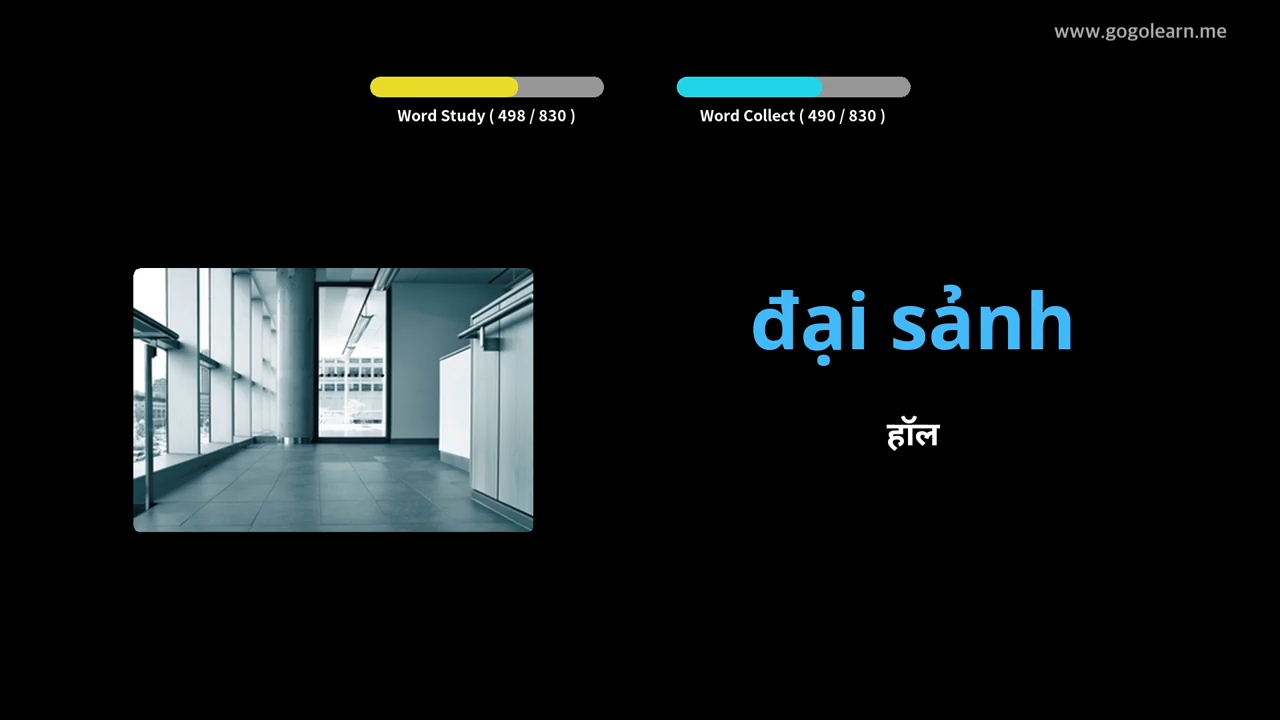 www.gogolearn.me
Word Study ( 498 / 830 )
Word Collect ( 490 / 830 )
đại sảnh
हॉल